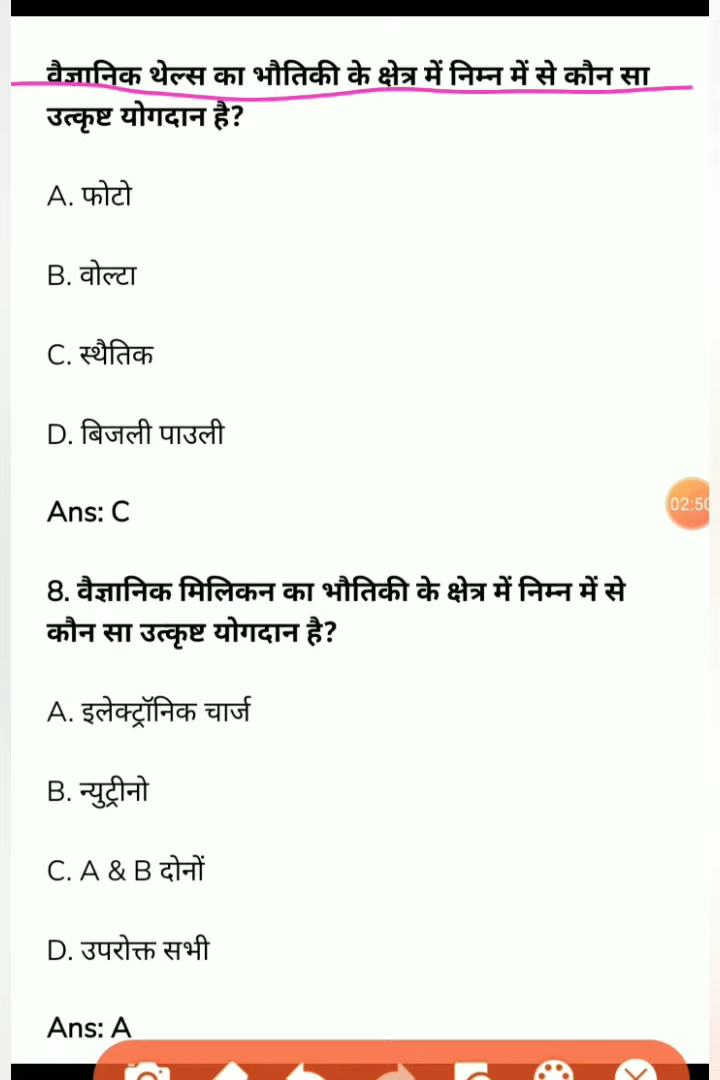 वैज्ञानिक थेल्स का भौतिकी के क्षेत्र में निम्न में से कौन सा
उत्कृष्ट योगदान है?
A. फोटो
B. वोल्टा
C. स्थैतिक
D. बिजली पाउली
Ans: C
02:50
8. वैज्ञानिक मिलिकन का भौतिकी के क्षेत्र में निम्न में से
कौन सा उत्कृष्ट योगदान है?
A. इलेक्ट्रॉनिक चार्ज
B. न्युट्रीनो
C. A & B दोनों
D. उपरोक्त सभी
Ans: A